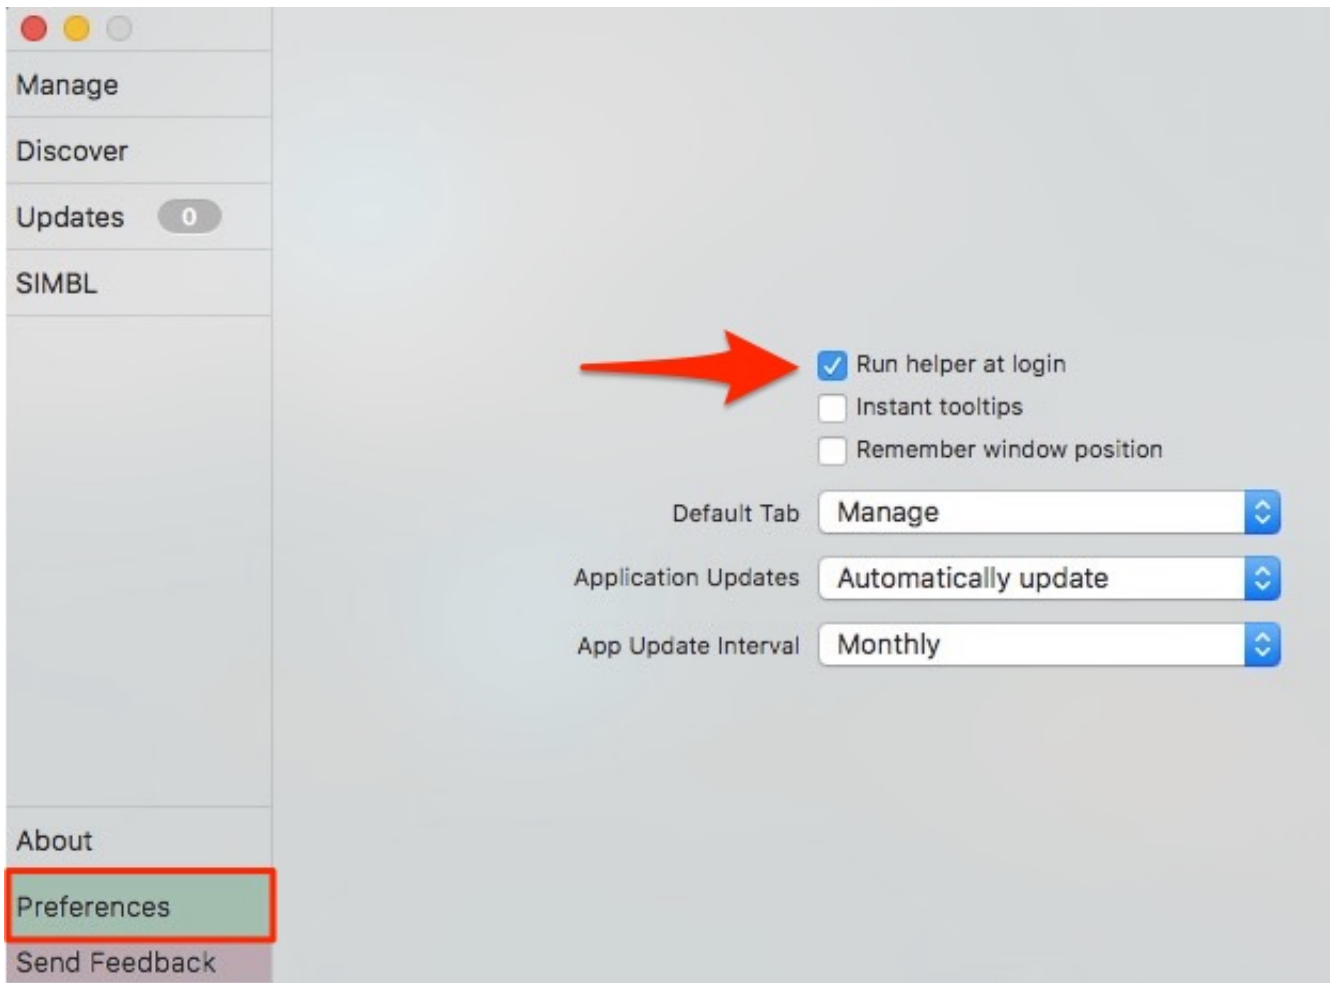 Manage
Discover
Updates 0
SIMBL
Run helper at login
Instant tooltips
Remember window position
Default Tab Manage
Application Updates Automatically update
App Update Interval Monthly
About
Preferences
Send Feedback